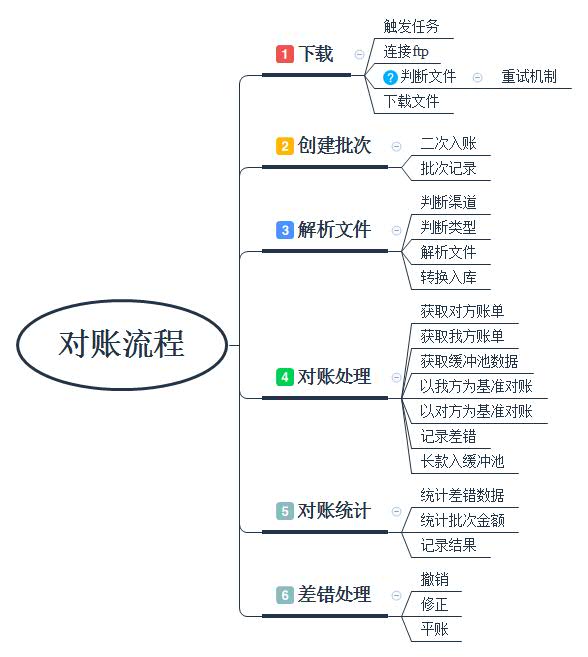 对账流程
1 下载
触发任务
连接ftp
? 判断文件
重试机制
下载文件
2 创建批次
二次入账
批次记录
3 解析文件
判断渠道
判断类型
解析文件
转换入库
4 对账处理
获取对方账单
获取我方账单
获取缓冲池数据
以我方为基准对账
以对方为基准对账
记录差错
长款入缓冲池
5 对账统计
统计差错数据
统计批次金额
记录结果
6 差错处理
撤销
修正
平账